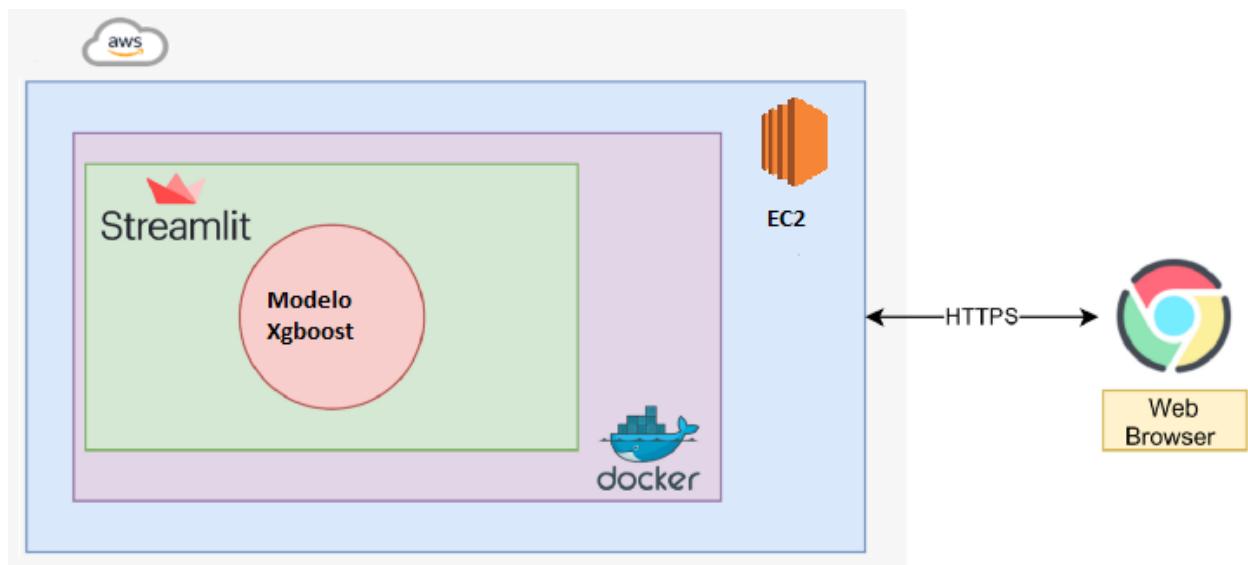 aws
Streamlit
EC2
Modelo
Xgboost
HTTPS
docker
Web
Browser